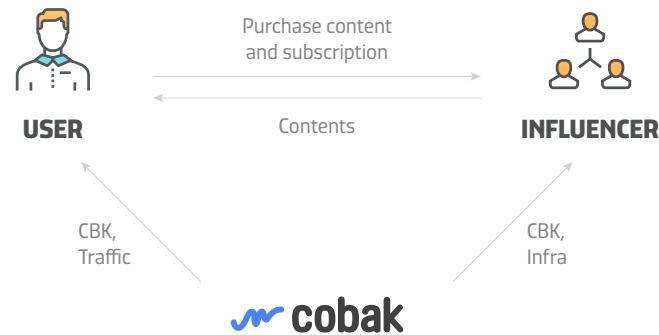 Purchase content
and subscription
USER
Contents
INFLUENCER
CBK,
Traffic
CBK,
Infra
cobak